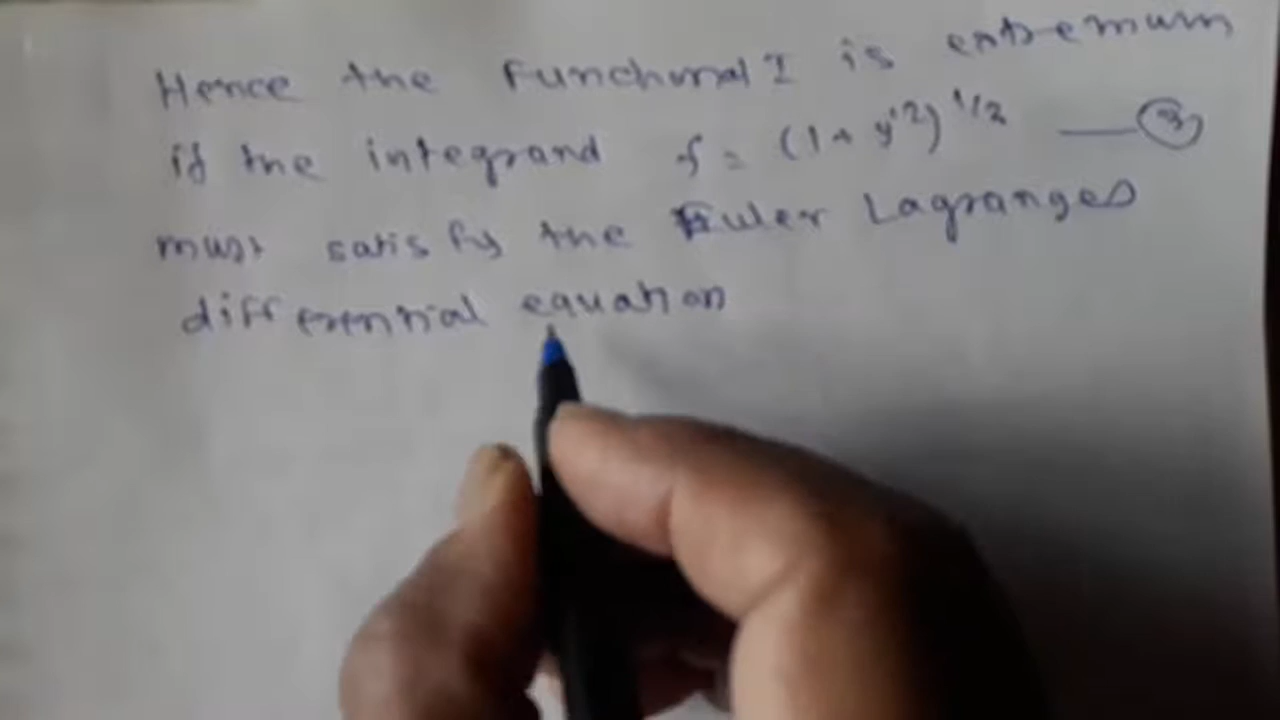 Hence the Functional I is extremum
if the integrand f = (1 + y'²)^1/2 —— ③
must satisfy the Euler Lagranges
differential equation